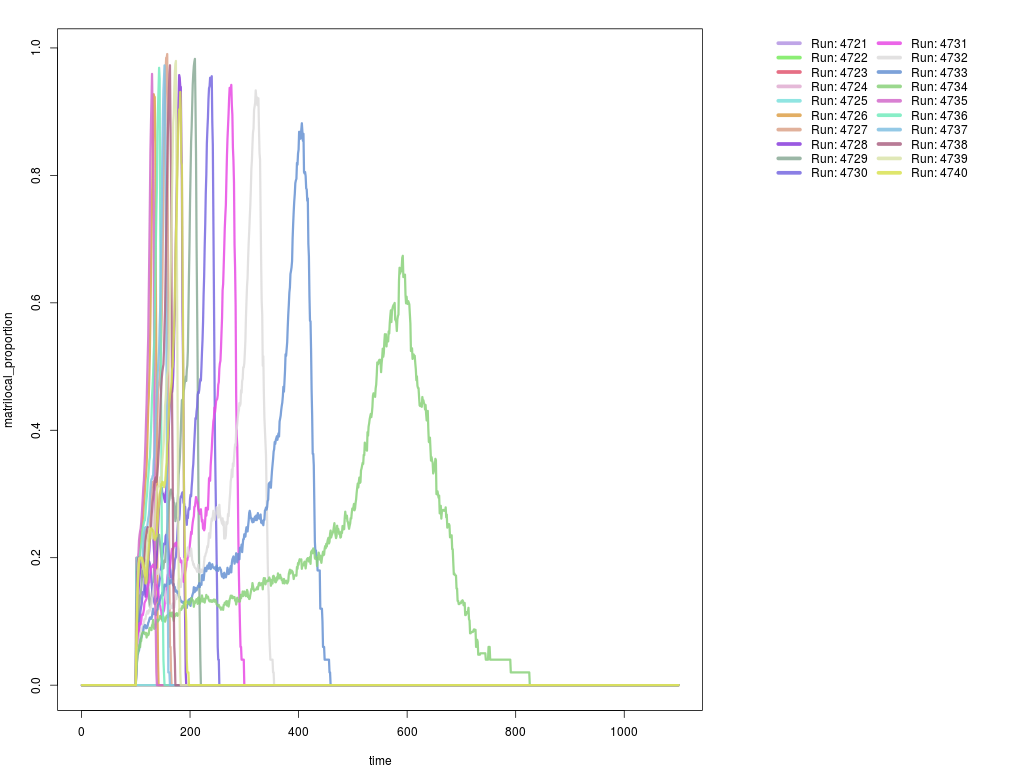 1.0
0.8
0.6
0.4
0.2
0.0
matrilocal_proportion
0 200 400 600 800 1000
time
Run: 4721 Run: 4731
Run: 4722 Run: 4732
Run: 4723 Run: 4733
Run: 4724 Run: 4734
Run: 4725 Run: 4735
Run: 4726 Run: 4736
Run: 4727 Run: 4737
Run: 4728 Run: 4738
Run: 4729 Run: 4739
Run: 4730 Run: 4740